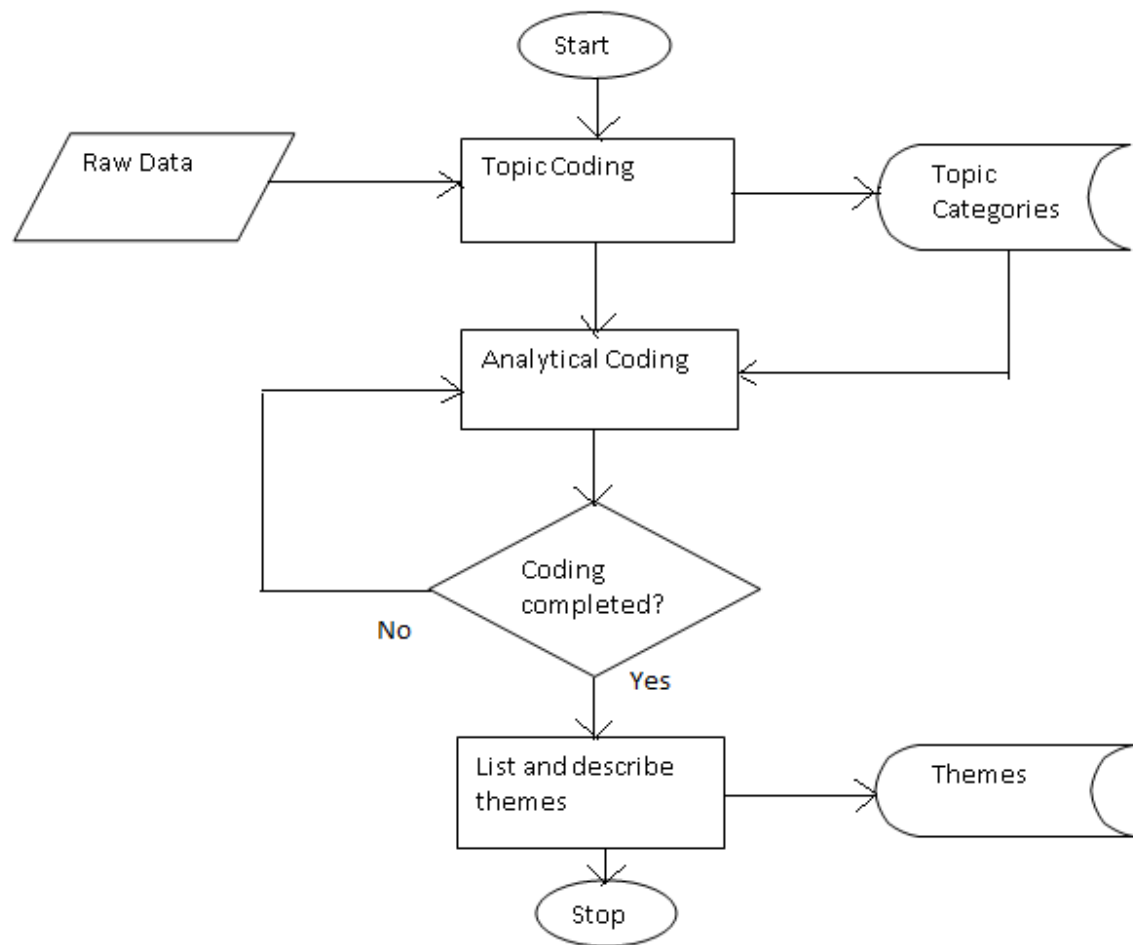 Start
Raw Data
Topic Coding
Topic
Categories
Analytical Coding
Coding
completed?
No
Yes
List and describe
themes
Themes
Stop